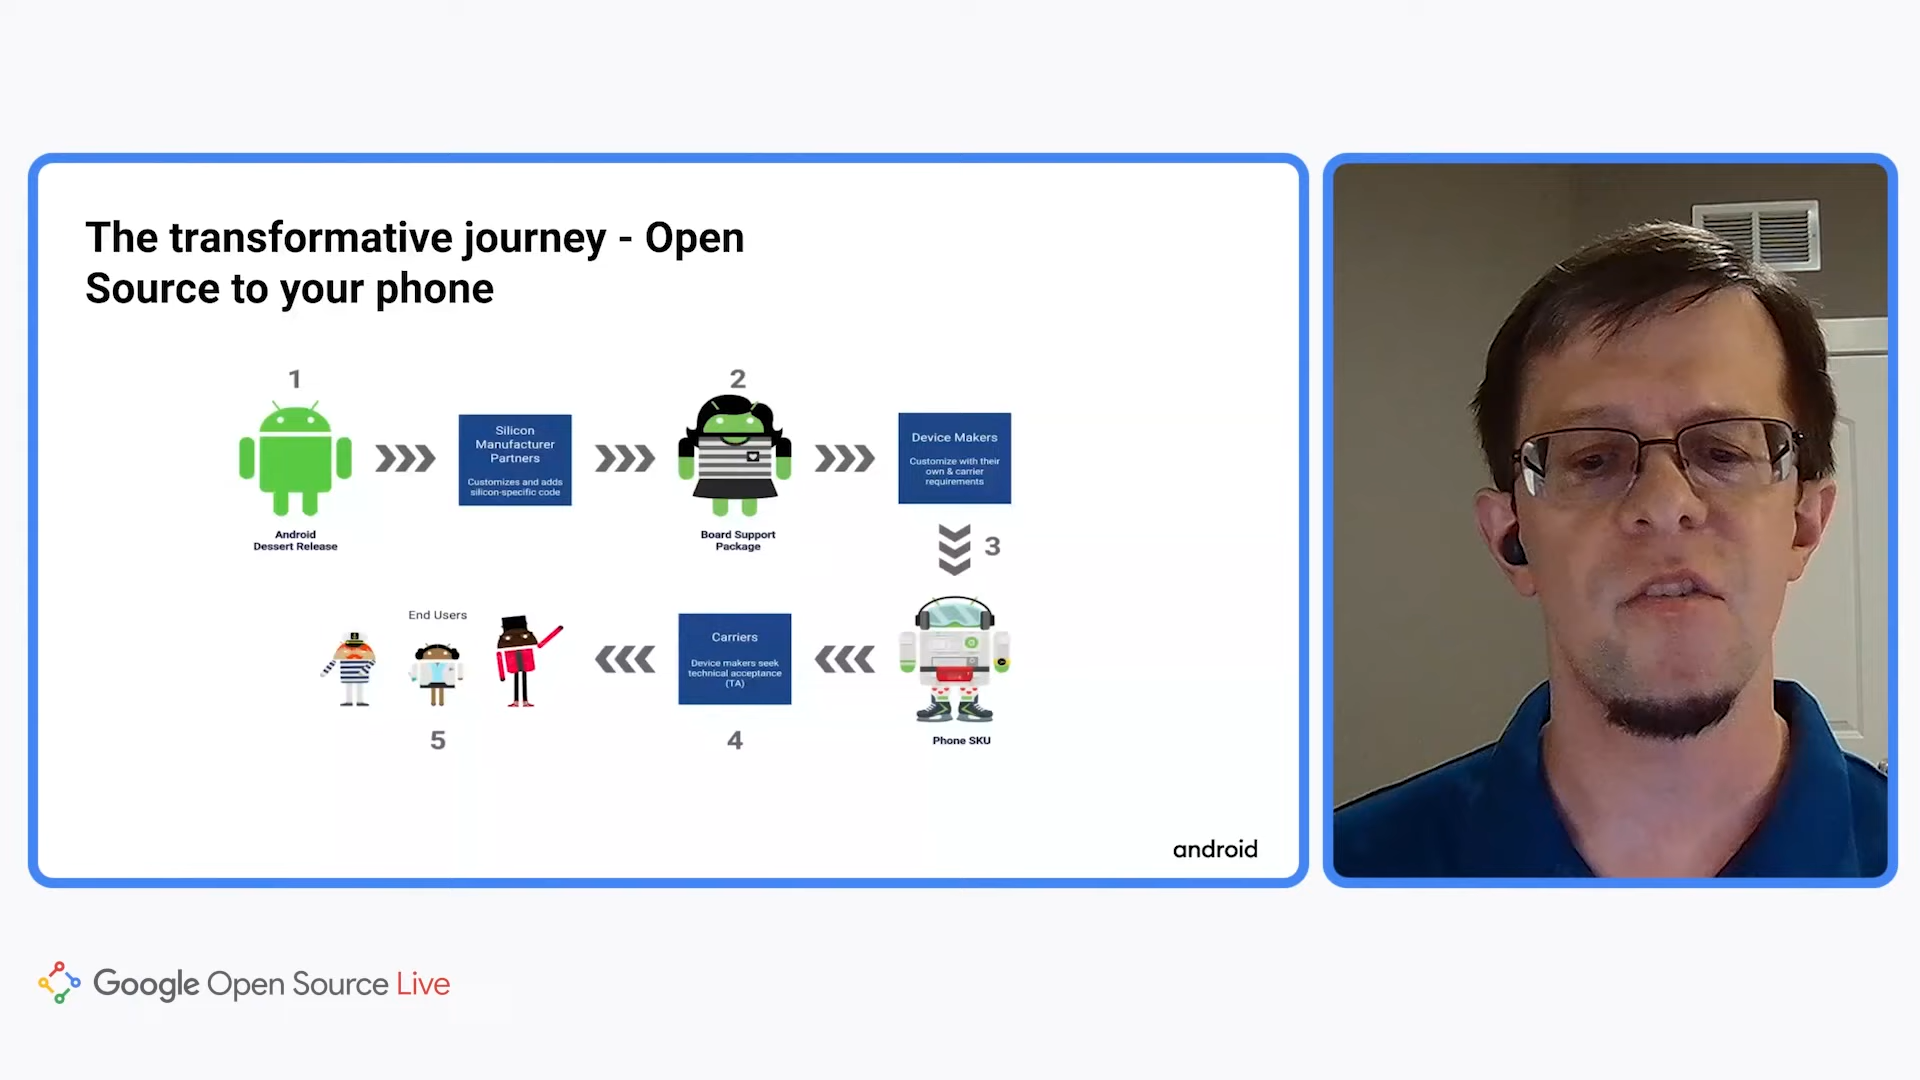 The transformative journey - Open
Source to your phone
1
Android
Dessert Release
Silicon
Manufacturer
Partners
Customizes and adds
silicon-specific code
2
Board Support
Package
Device Makers
Customize with their
own & carrier
requirements
3
Phone SKU
Carriers
Device makers seek
technical acceptance
(TA)
4
End Users
5
android
Google Open Source Live